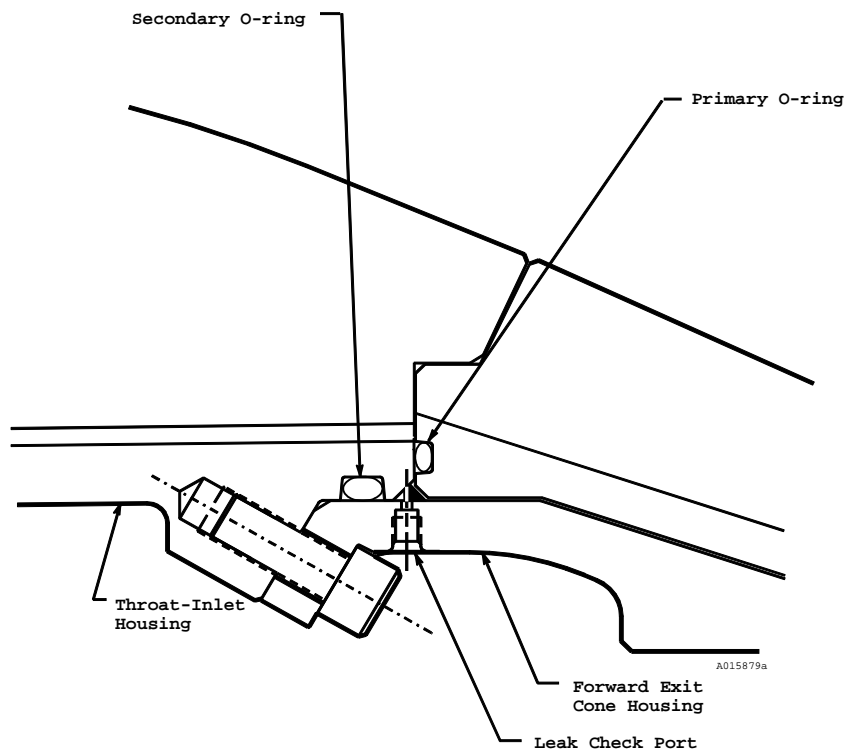 Secondary O-ring
Primary O-ring
Throat-Inlet
Housing
A015879a
Forward Exit
Cone Housing
Leak Check Port